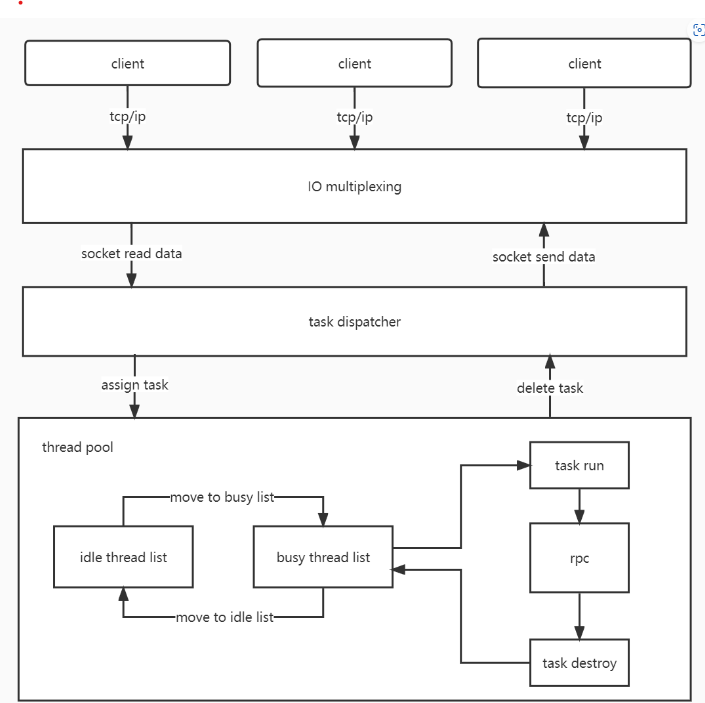 client
client
client
tcp/ip
tcp/ip
tcp/ip
IO multiplexing
socket read data
socket send data
task dispatcher
assign task
delete task
thread pool
task run
move to busy list
idle thread list
busy thread list
rpc
move to idle list
task destroy